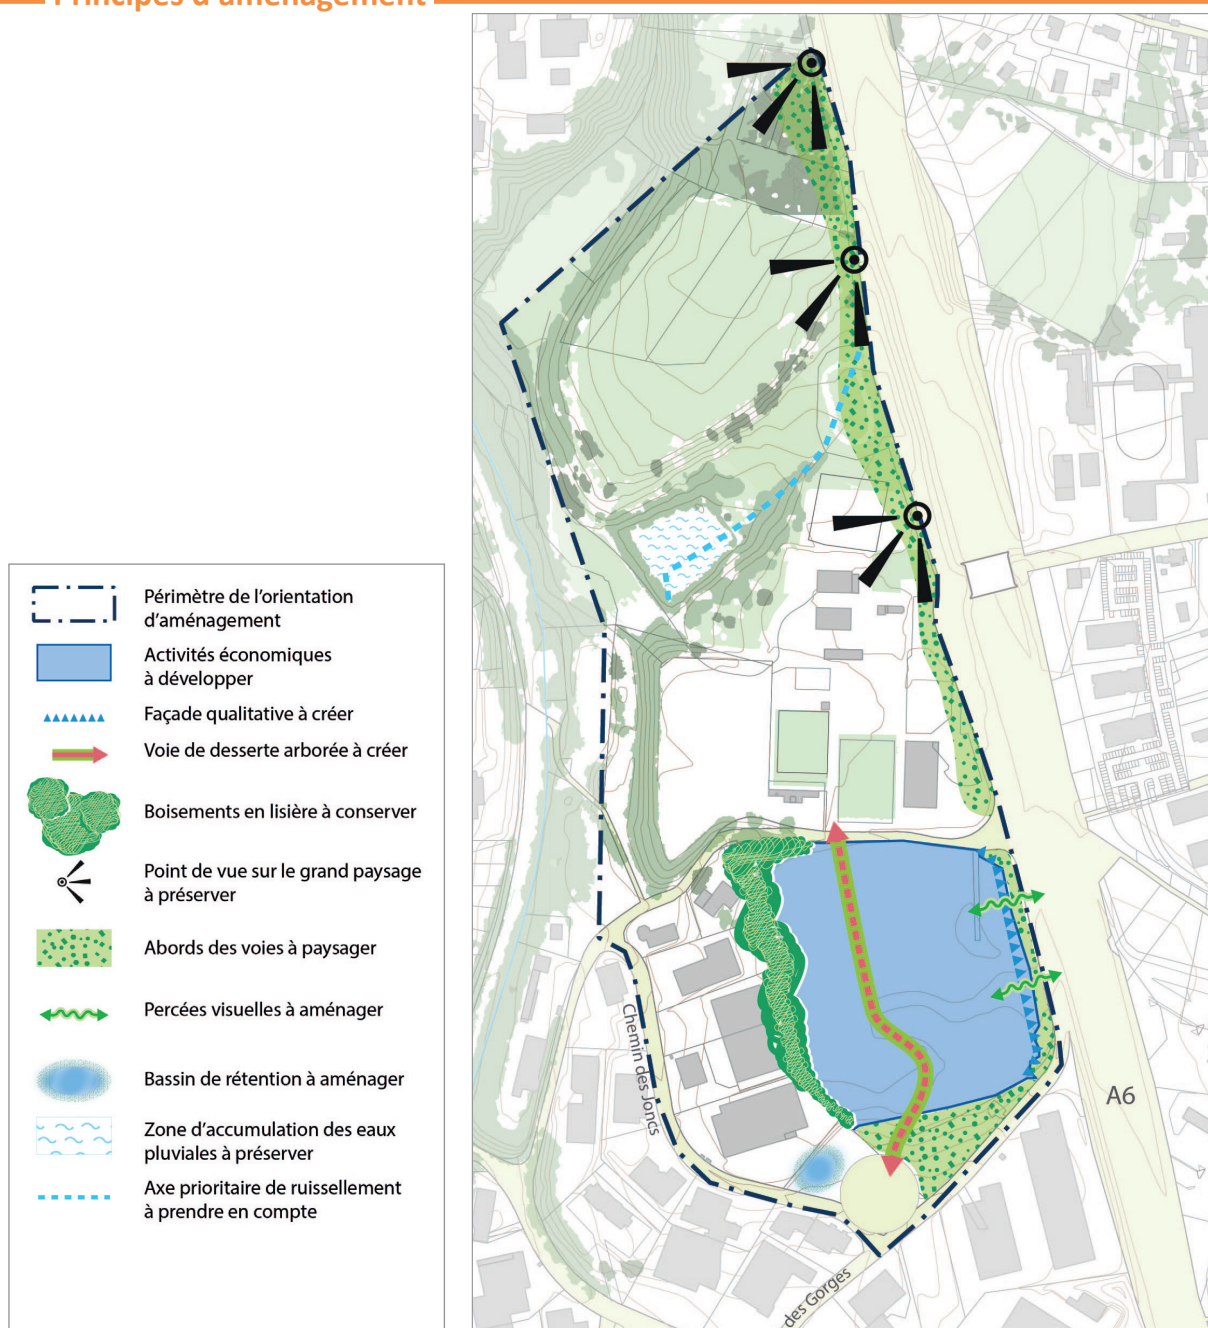 Principes d'aménagement
Périmètre de l'orientation
d'aménagement
Activités économiques
à développer
Façade qualitative à créer
Voie de desserte arborée à créer
Boisements en lisière à conserver
Point de vue sur le grand paysage
à préserver
Abords des voies à paysager
Percées visuelles à aménager
Bassin de rétention à aménager
Zone d'accumulation des eaux
pluviales à préserver
Axe prioritaire de ruissellement
à prendre en compte
Chemin des Joncs
A6
des Gorges